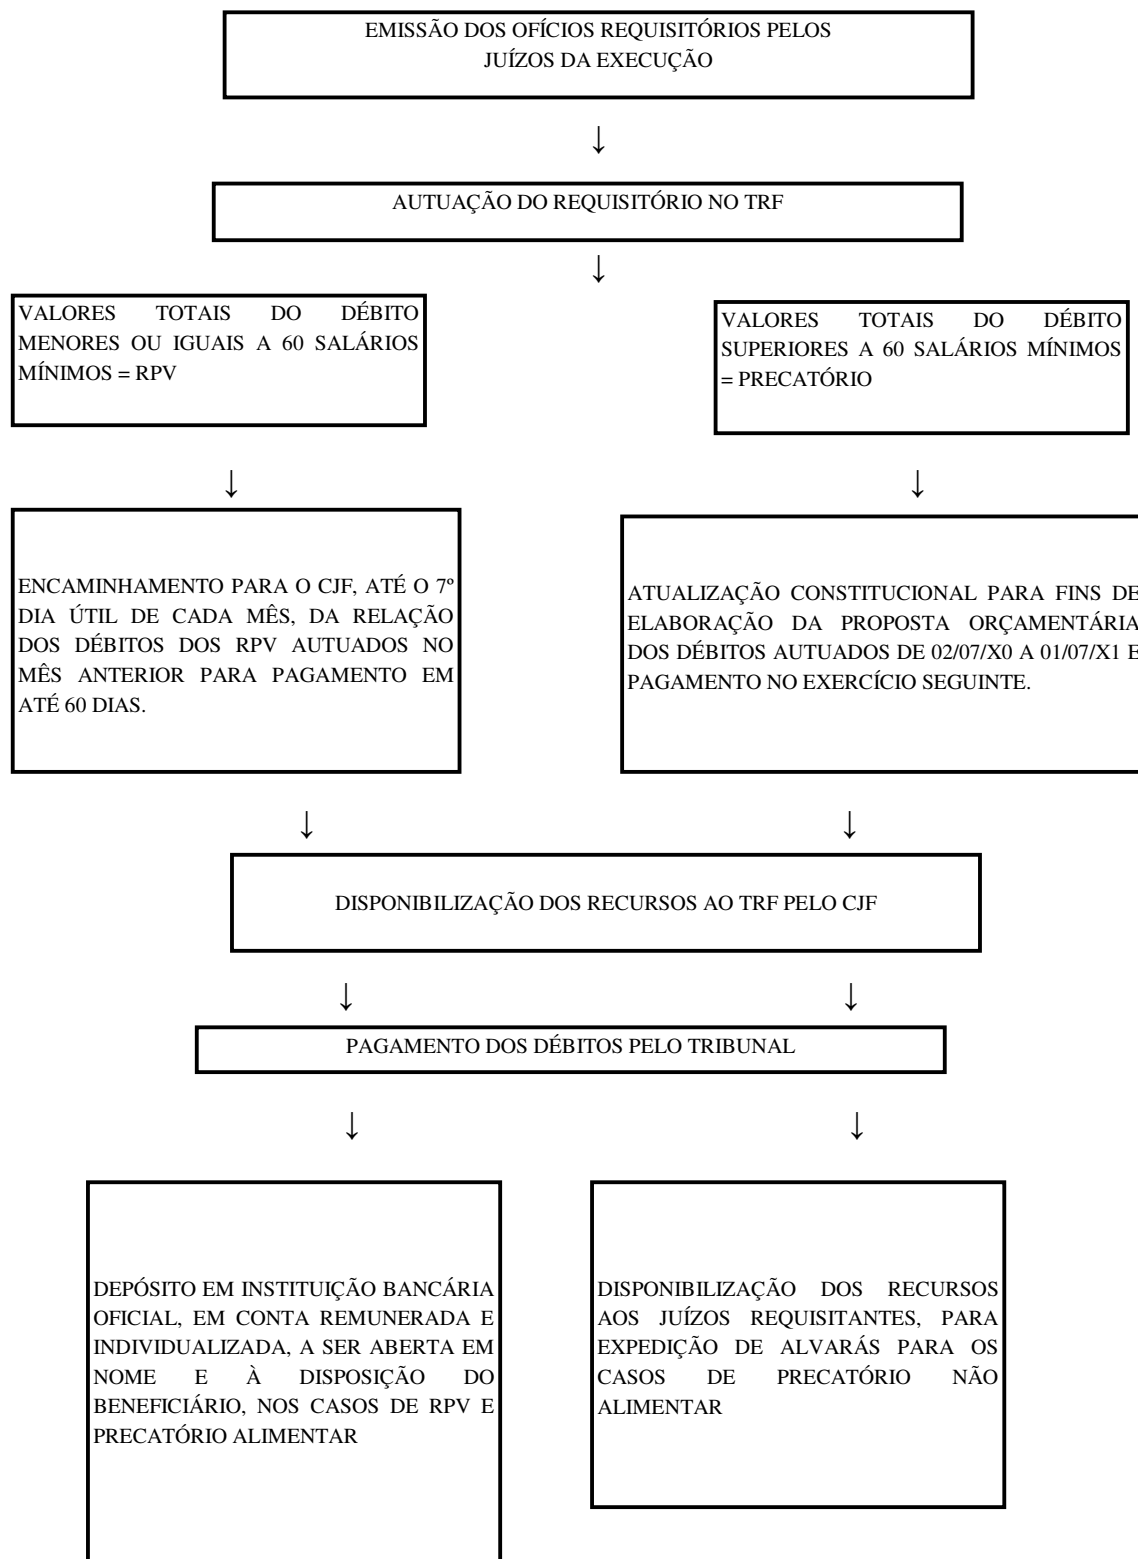 EMISSÃO DOS OFÍCIOS REQUISITÓRIOS PELOS
JUÍZOS DA EXECUÇÃO
↓
AUTUAÇÃO DO REQUISITÓRIO NO TRF
↓
VALORES TOTAIS DO DÉBITO
MENORES OU IGUAIS A 60 SALÁRIOS
MÍNIMOS = RPV
VALORES TOTAIS DO DÉBITO
SUPERIORES A 60 SALÁRIOS MÍNIMOS
= PRECATÓRIO
↓ ↓
ENCAMINHAMENTO PARA O CJF, ATÉ O 7º
DIA ÚTIL DE CADA MÊS, DA RELAÇÃO
DOS DÉBITOS DOS RPV AUTUADOS NO
MÊS ANTERIOR PARA PAGAMENTO EM
ATÉ 60 DIAS.
ATUALIZAÇÃO CONSTITUCIONAL PARA FINS DE
ELABORAÇÃO DA PROPOSTA ORÇAMENTÁRIA
DOS DÉBITOS AUTUADOS DE 02/07/X0 A 01/07/X1 E
PAGAMENTO NO EXERCÍCIO SEGUINTE.
↓ ↓
DISPONIBILIZAÇÃO DOS RECURSOS AO TRF PELO CJF
↓ ↓
PAGAMENTO DOS DÉBITOS PELO TRIBUNAL
↓ ↓
DEPÓSITO EM INSTITUIÇÃO BANCÁRIA
OFICIAL, EM CONTA REMUNERADA E
INDIVIDUALIZADA, A SER ABERTA EM
NOME E À DISPOSIÇÃO DO
BENEFICIÁRIO, NOS CASOS DE RPV E
PRECATÓRIO ALIMENTAR
DISPONIBILIZAÇÃO DOS RECURSOS
AOS JUÍZOS REQUISITANTES, PARA
EXPEDIÇÃO DE ALVARÁS PARA OS
CASOS DE PRECATÓRIO NÃO
ALIMENTAR